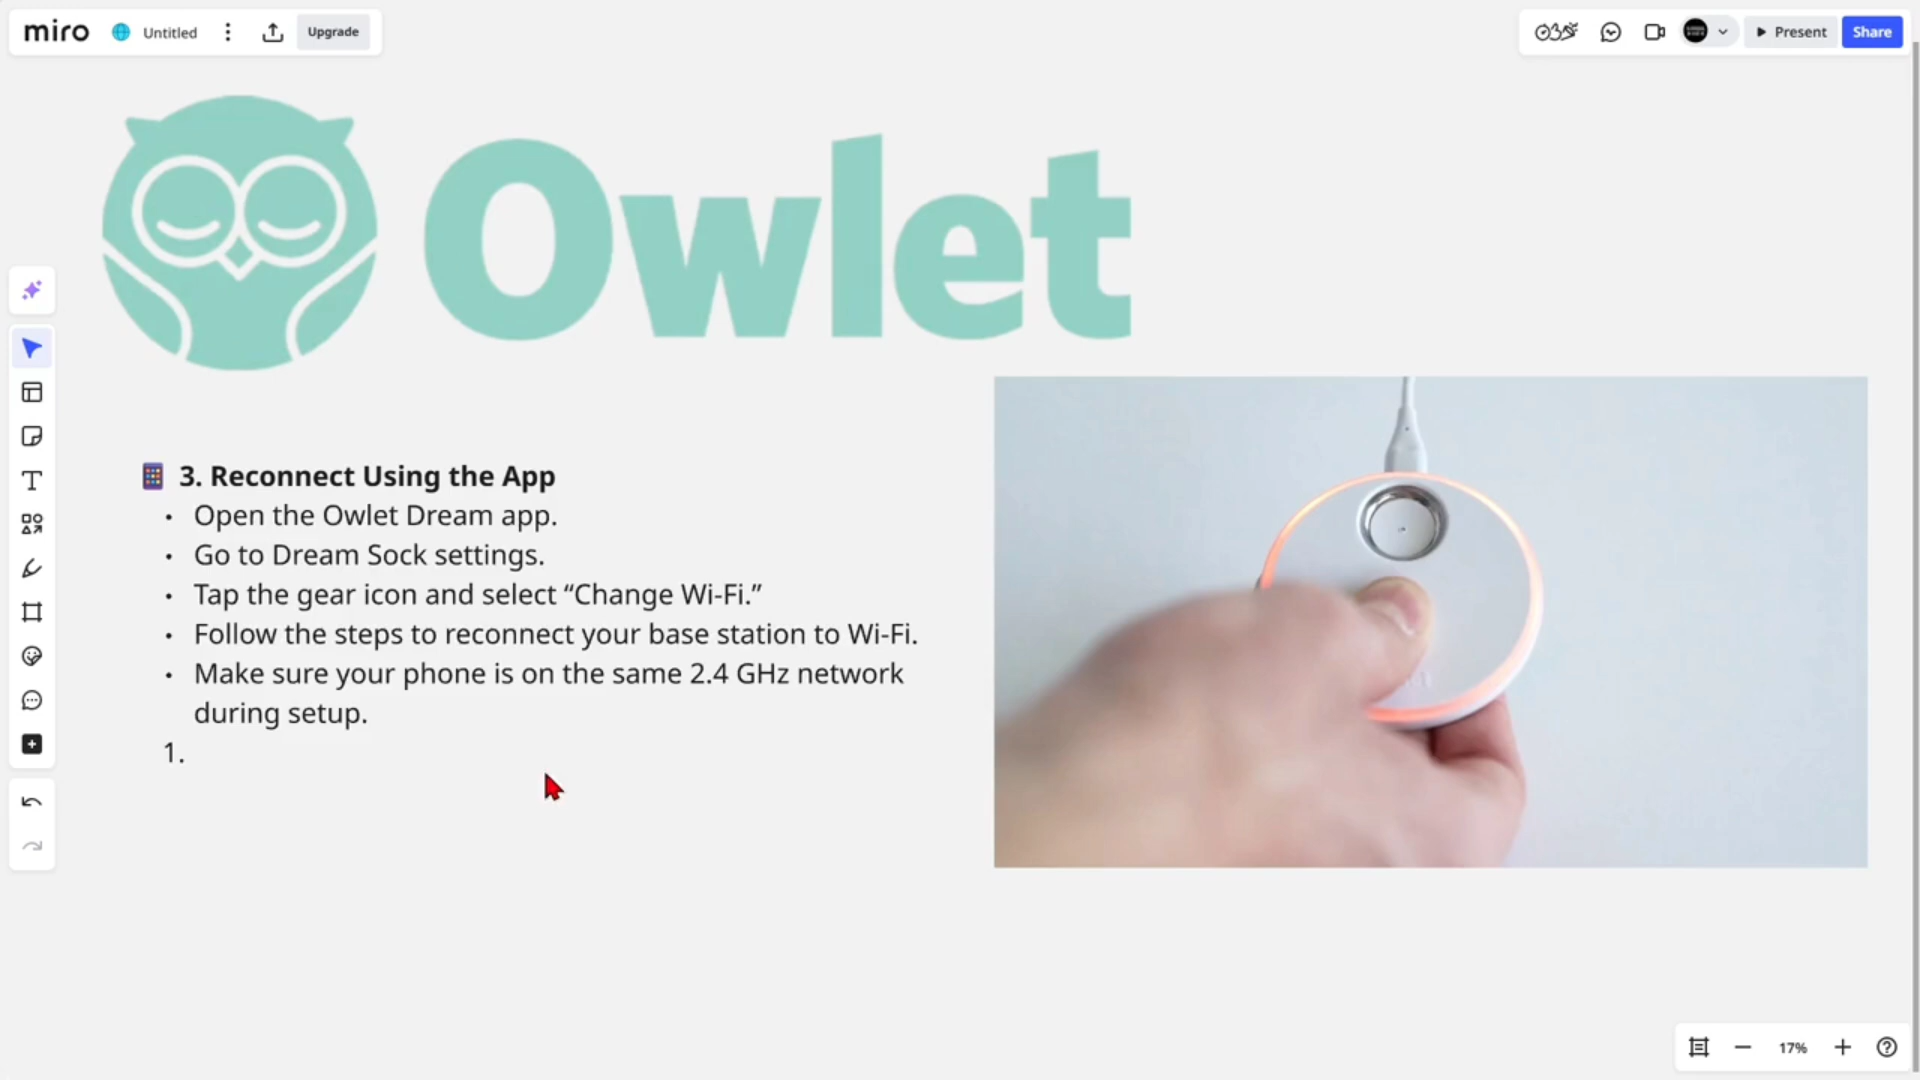 miro
Untitled
Upgrade
Present
Share
Owlet
3. Reconnect Using the App
• Open the Owlet Dream app.
• Go to Dream Sock settings.
• Tap the gear icon and select “Change Wi-Fi.”
• Follow the steps to reconnect your base station to Wi-Fi.
• Make sure your phone is on the same 2.4 GHz network
during setup.
1.
17%